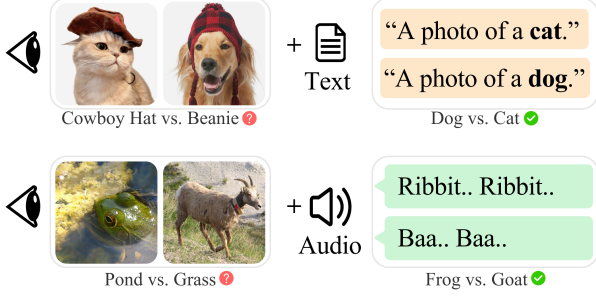 + Text
“A photo of a cat.”
“A photo of a dog.”
Cowboy Hat vs. Beanie ?
Dog vs. Cat
+ Audio
Ribbit.. Ribbit..
Baa.. Baa..
Pond vs. Grass ?
Frog vs. Goat